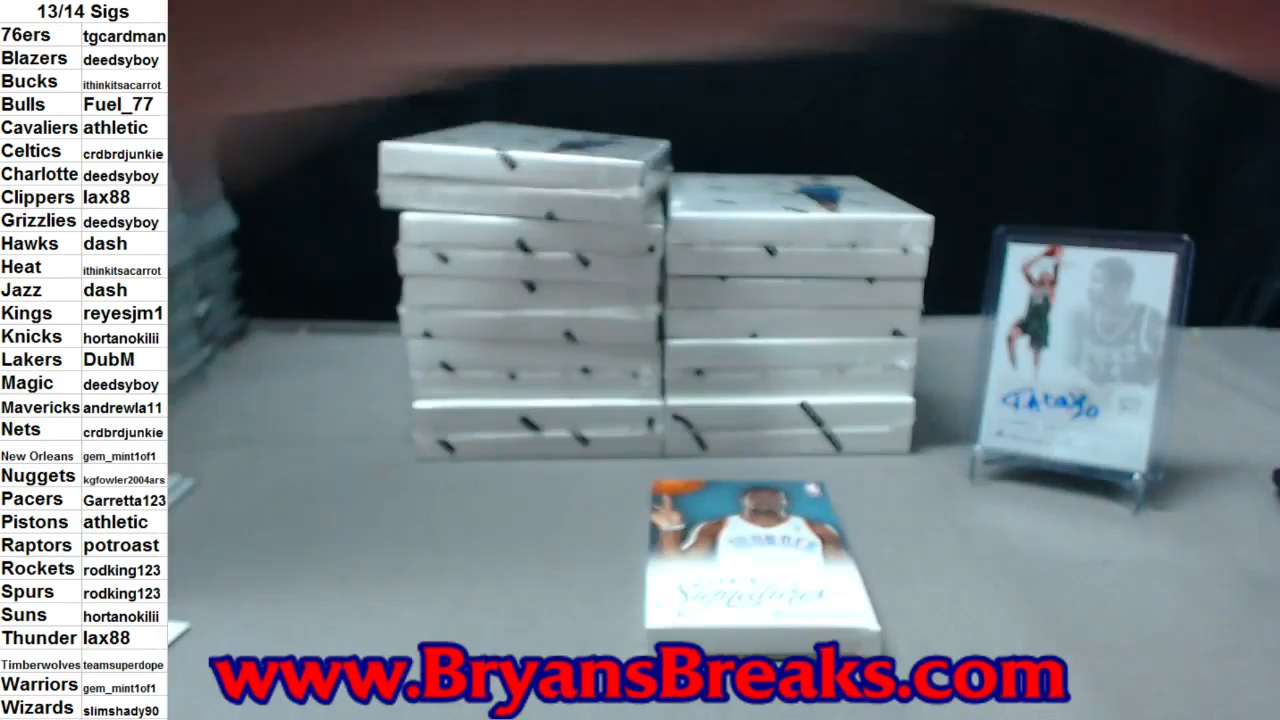 13/14 Sigs
76ers tgcardman
Blazers deedsyboy
Bucks ithinkitsacarrot
Bulls Fuel_77
Cavaliers athletic
Celtics crdbrdjunkie
Charlotte deedsyboy
Clippers lax88
Grizzlies deedsyboy
Hawks dash
Heat ithinkitsacarrot
Jazz dash
Kings reyesjm1
Knicks hortanokilii
Lakers DubM
Magic deedsyboy
Mavericks andrewla11
Nets crdbrdjunkie
New Orleans gem_mint1of1
Nuggets kgfowler2004ars
Pacers Garretta123
Pistons athletic
Raptors potroast
Rockets rodking123
Spurs rodking123
Suns hortanokilii
Thunder lax88
Timberwolves teamsuperdope
Warriors gem_mint1of1
Wizards slimshady90
THUNDER
Signatures
www.BryansBreaks.com